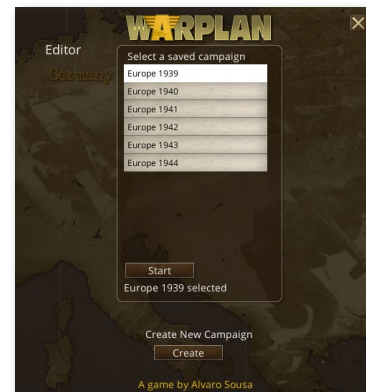 WARPLAN
Editor
Select a saved campaign
Germany
Europe 1939
Europe 1940
Europe 1941
Europe 1942
Europe 1943
Europe 1944
Start
Europe 1939 selected
Create New Campaign
Create
A game by Alvaro Sousa